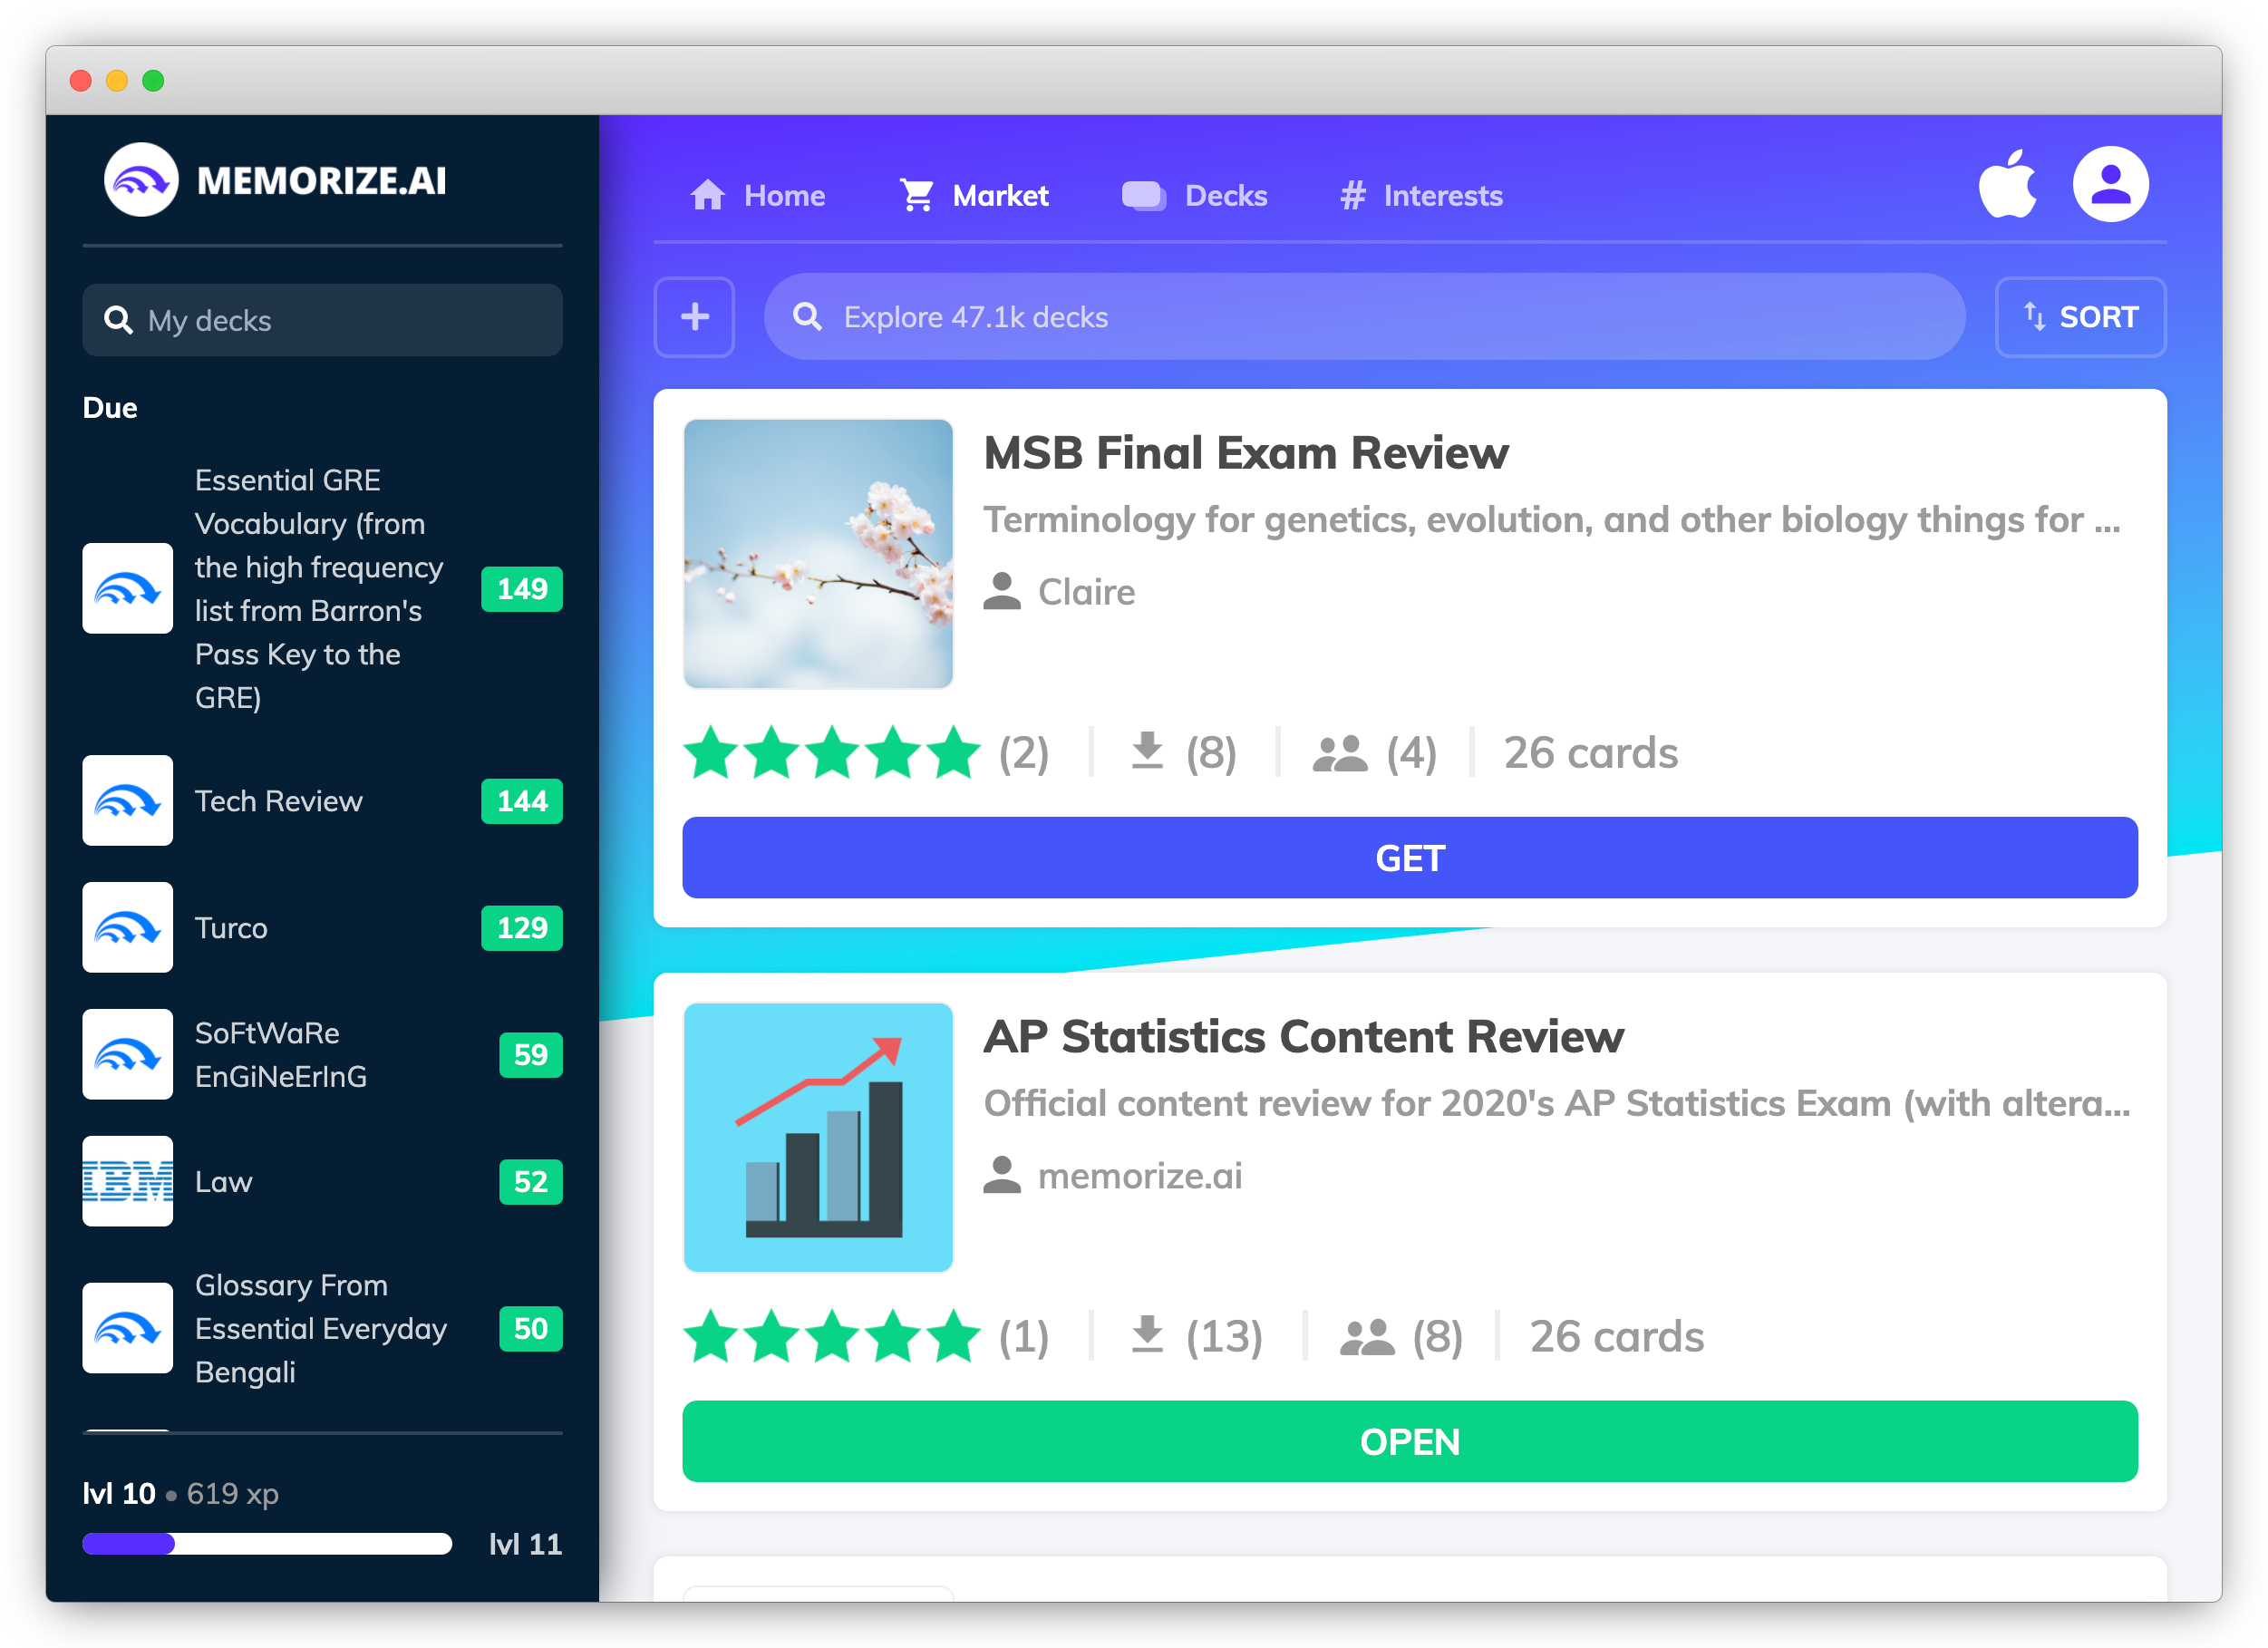 MEMORIZE.AI
My decks
Due
Essential GRE
Vocabulary (from
the high frequency
list from Barron's
Pass Key to the
GRE)
149
Tech Review
144
Turco
129
SoFtWaRe
EnGiNeErInG
59
IBM
Law
52
Glossary From
Essential Everyday
Bengali
50
lvl 10 • 619 xp
lvl 11
Home
Market
Decks
# Interests
Explore 47.1k decks
SORT
MSB Final Exam Review
Terminology for genetics, evolution, and other biology things for ...
Claire
(2)
(8)
(4)
26 cards
GET
AP Statistics Content Review
Official content review for 2020's AP Statistics Exam (with altera...
memorize.ai
(1)
(13)
(8)
26 cards
OPEN